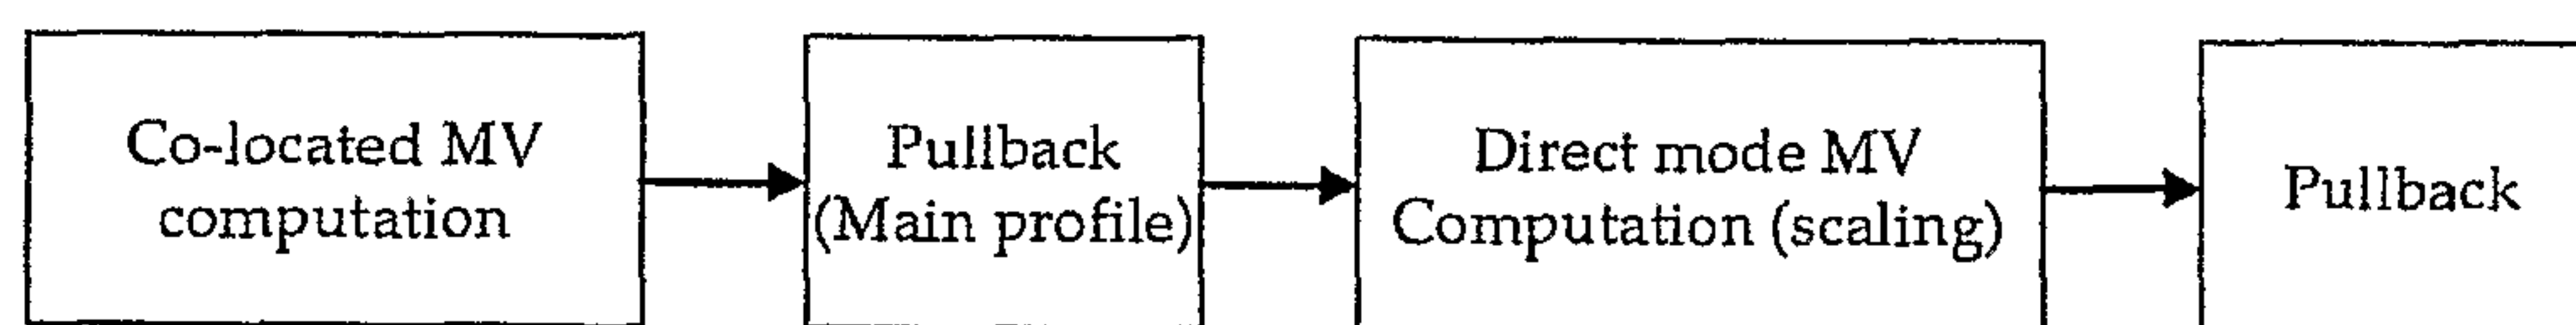 Co-located MV
computation
Pullback
(Main profile)
Direct mode MV
Computation (scaling)
Pullback